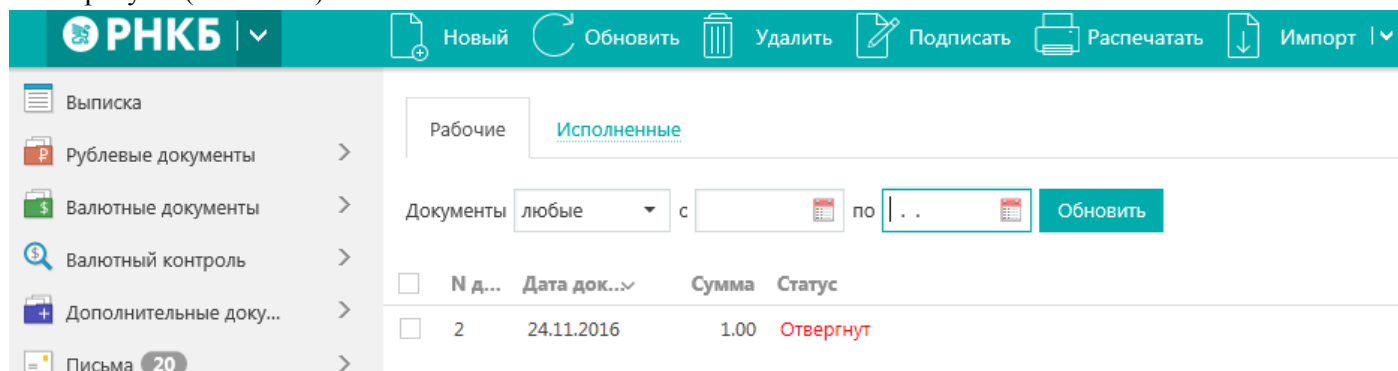 РНКБ
Новый Обновить Удалить Подписать Распечатать Импорт
Выписка
Рублевые документы
Валютные документы
Валютный контроль
Дополнительные доку...
Письма 20
Рабочие Исполненные
Документы любые с по . . Обновить
N д... Дата док... Сумма Статус
2 24.11.2016 1.00 Отвергнут